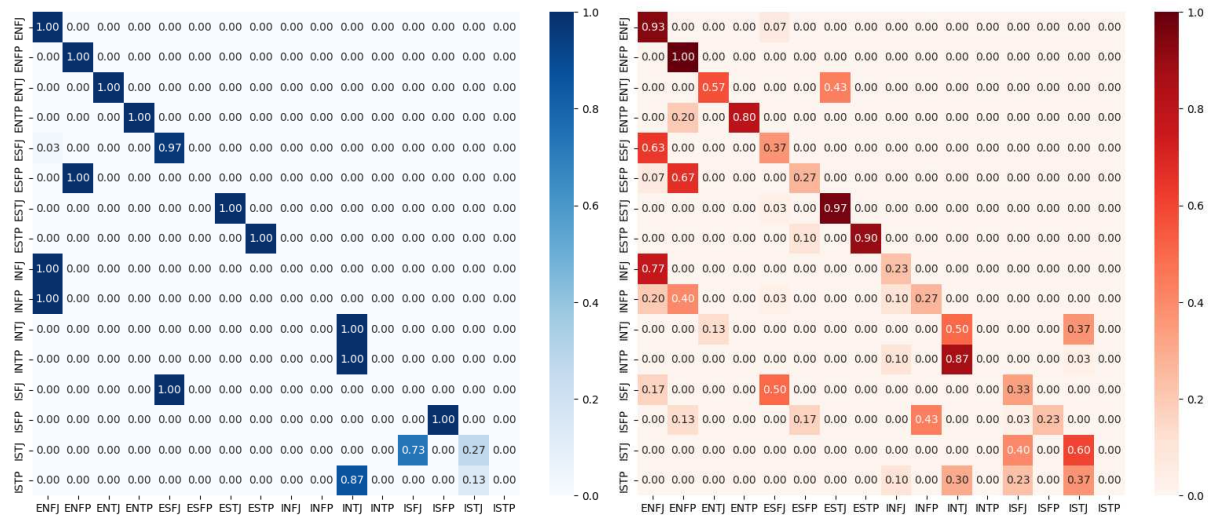 ENFJ 1.00 0.00 0.00 0.00 0.00 0.00 0.00 0.00 0.00 0.00 0.00 0.00 0.00 0.00 0.00 0.00
ENFP 0.00 1.00 0.00 0.00 0.00 0.00 0.00 0.00 0.00 0.00 0.00 0.00 0.00 0.00 0.00 0.00
ENTJ 0.00 0.00 1.00 0.00 0.00 0.00 0.00 0.00 0.00 0.00 0.00 0.00 0.00 0.00 0.00 0.00
ENTP 0.00 0.00 0.00 1.00 0.00 0.00 0.00 0.00 0.00 0.00 0.00 0.00 0.00 0.00 0.00 0.00
ESFJ 0.03 0.00 0.00 0.00 0.97 0.00 0.00 0.00 0.00 0.00 0.00 0.00 0.00 0.00 0.00 0.00
ESFP 0.00 1.00 0.00 0.00 0.00 0.00 0.00 0.00 0.00 0.00 0.00 0.00 0.00 0.00 0.00 0.00
ESTJ 0.00 0.00 0.00 0.00 0.00 0.00 1.00 0.00 0.00 0.00 0.00 0.00 0.00 0.00 0.00 0.00
ESTP 0.00 0.00 0.00 0.00 0.00 0.00 0.00 1.00 0.00 0.00 0.00 0.00 0.00 0.00 0.00 0.00
INFJ 1.00 0.00 0.00 0.00 0.00 0.00 0.00 0.00 0.00 0.00 0.00 0.00 0.00 0.00 0.00 0.00
INFP 1.00 0.00 0.00 0.00 0.00 0.00 0.00 0.00 0.00 0.00 0.00 0.00 0.00 0.00 0.00 0.00
INTJ 0.00 0.00 0.00 0.00 0.00 0.00 0.00 0.00 0.00 0.00 1.00 0.00 0.00 0.00 0.00 0.00
INTP 0.00 0.00 0.00 0.00 0.00 0.00 0.00 0.00 0.00 0.00 1.00 0.00 0.00 0.00 0.00 0.00
ISFJ 0.00 0.00 0.00 0.00 1.00 0.00 0.00 0.00 0.00 0.00 0.00 0.00 0.00 0.00 0.00 0.00
ISFP 0.00 0.00 0.00 0.00 0.00 0.00 0.00 0.00 0.00 0.00 0.00 0.00 0.00 1.00 0.00 0.00
ISTJ 0.00 0.00 0.00 0.00 0.00 0.00 0.00 0.00 0.00 0.00 0.00 0.00 0.73 0.00 0.27 0.00
ISTP 0.00 0.00 0.00 0.00 0.00 0.00 0.00 0.00 0.00 0.00 0.87 0.00 0.00 0.00 0.13 0.00
ENFJ ENFP ENTJ ENTP ESFJ ESFP ESTJ ESTP INFJ INFP INTJ INTP ISFJ ISFP ISTJ ISTP
1.0
0.8
0.6
0.4
0.2
0.0
ENFJ 0.93 0.00 0.00 0.00 0.07 0.00 0.00 0.00 0.00 0.00 0.00 0.00 0.00 0.00 0.00 0.00
ENFP 0.00 1.00 0.00 0.00 0.00 0.00 0.00 0.00 0.00 0.00 0.00 0.00 0.00 0.00 0.00 0.00
ENTJ 0.00 0.00 0.57 0.00 0.00 0.00 0.43 0.00 0.00 0.00 0.00 0.00 0.00 0.00 0.00 0.00
ENTP 0.00 0.20 0.00 0.80 0.00 0.00 0.00 0.00 0.00 0.00 0.00 0.00 0.00 0.00 0.00 0.00
ESFJ 0.63 0.00 0.00 0.00 0.37 0.00 0.00 0.00 0.00 0.00 0.00 0.00 0.00 0.00 0.00 0.00
ESFP 0.07 0.67 0.00 0.00 0.00 0.27 0.00 0.00 0.00 0.00 0.00 0.00 0.00 0.00 0.00 0.00
ESTJ 0.00 0.00 0.00 0.00 0.03 0.00 0.97 0.00 0.00 0.00 0.00 0.00 0.00 0.00 0.00 0.00
ESTP 0.00 0.00 0.00 0.00 0.00 0.10 0.00 0.90 0.00 0.00 0.00 0.00 0.00 0.00 0.00 0.00
INFJ 0.77 0.00 0.00 0.00 0.00 0.00 0.00 0.00 0.23 0.00 0.00 0.00 0.00 0.00 0.00 0.00
INFP 0.20 0.40 0.00 0.00 0.03 0.00 0.00 0.00 0.10 0.27 0.00 0.00 0.00 0.00 0.00 0.00
INTJ 0.00 0.00 0.13 0.00 0.00 0.00 0.00 0.00 0.00 0.00 0.50 0.00 0.00 0.00 0.37 0.00
INTP 0.00 0.00 0.00 0.00 0.00 0.00 0.00 0.00 0.10 0.00 0.87 0.00 0.00 0.00 0.03 0.00
ISFJ 0.17 0.00 0.00 0.00 0.50 0.00 0.00 0.00 0.00 0.00 0.00 0.00 0.33 0.00 0.00 0.00
ISFP 0.00 0.13 0.00 0.00 0.00 0.17 0.00 0.00 0.00 0.43 0.00 0.00 0.03 0.23 0.00 0.00
ISTJ 0.00 0.00 0.00 0.00 0.00 0.00 0.00 0.00 0.00 0.00 0.00 0.00 0.40 0.00 0.60 0.00
ISTP 0.00 0.00 0.00 0.00 0.00 0.00 0.00 0.00 0.10 0.00 0.30 0.00 0.23 0.00 0.37 0.00
ENFJ ENFP ENTJ ENTP ESFJ ESFP ESTJ ESTP INFJ INFP INTJ INTP ISFJ ISFP ISTJ ISTP
1.0
0.8
0.6
0.4
0.2
0.0